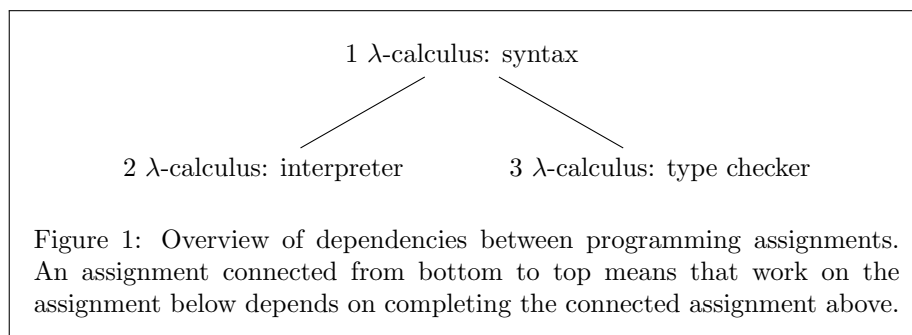 1 λ-calculus: syntax
2 λ-calculus: interpreter 3 λ-calculus: type checker
Figure 1: Overview of dependencies between programming assignments.
An assignment connected from bottom to top means that work on the
assignment below depends on completing the connected assignment above.